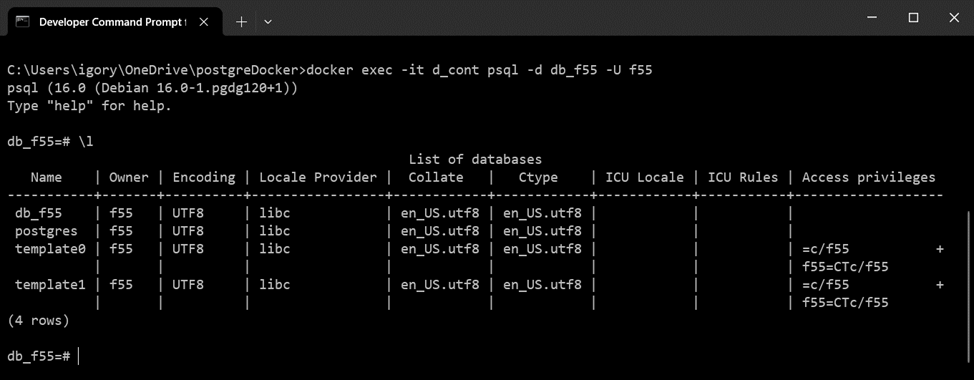 Developer Command Prompt f
C:\Users\igory\OneDrive\postgreDocker>docker exec -it d_cont psql -d db_f55 -U f55
psql (16.0 (Debian 16.0-1.pgdg120+1))
Type "help" for help.
db_f55=# \l
List of databases
Name | Owner | Encoding | Locale Provider | Collate | Ctype | ICU Locale | ICU Rules | Access privileges
-----------+-------+----------+-----------------+------------+------------+------------+-----------+-------------------
db_f55 | f55 | UTF8 | libc | en_US.utf8 | en_US.utf8 | | |
postgres | f55 | UTF8 | libc | en_US.utf8 | en_US.utf8 | | |
template0 | f55 | UTF8 | libc | en_US.utf8 | en_US.utf8 | | | =c/f55 +
| | | | | | | | f55=CTc/f55
template1 | f55 | UTF8 | libc | en_US.utf8 | en_US.utf8 | | | =c/f55 +
| | | | | | | | f55=CTc/f55
(4 rows)
db_f55=#